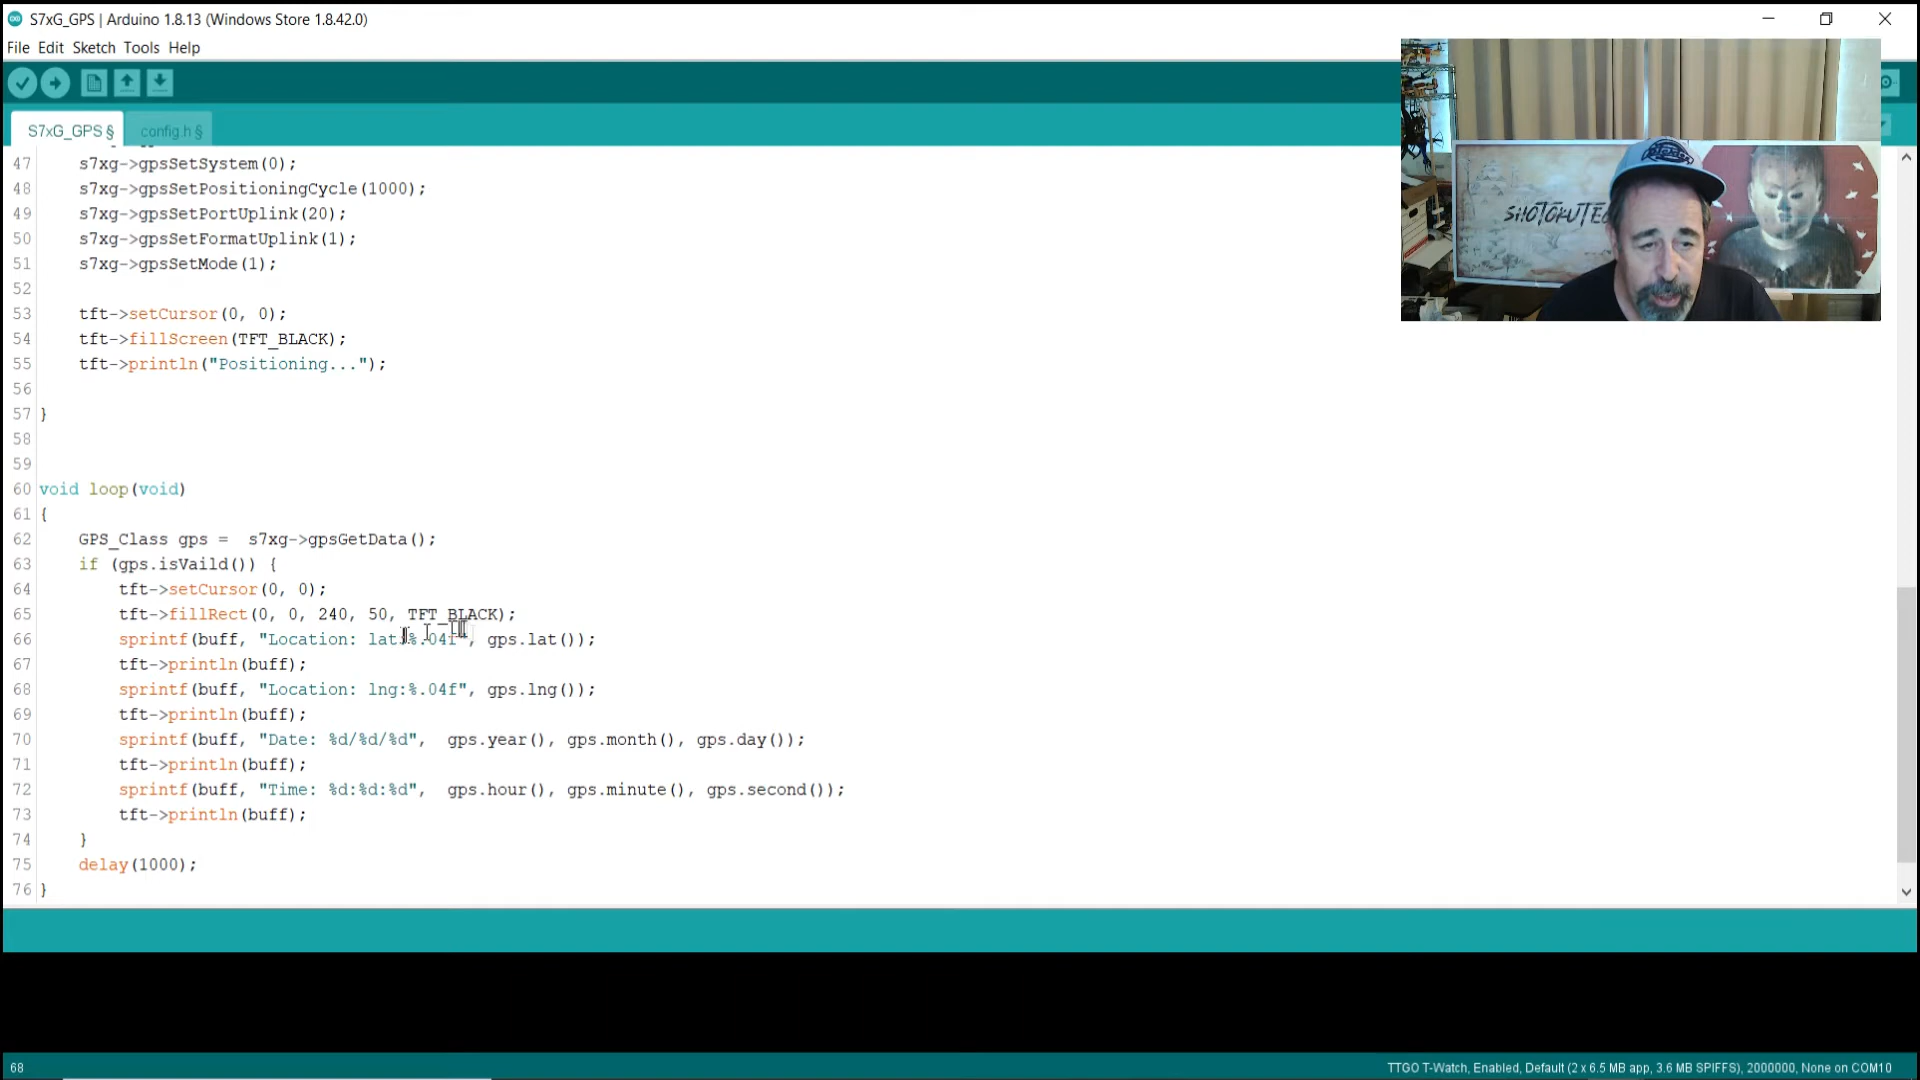 S7xG_GPS | Arduino 1.8.13 (Windows Store 1.8.42.0)
File Edit Sketch Tools Help
S7xG_GPS § config.h §
47 s7xg->gpsSetSystem(0);
48 s7xg->gpsSetPositioningCycle(1000);
49 s7xg->gpsSetPortUplink(20);
50 s7xg->gpsSetFormatUplink(1);
51 s7xg->gpsSetMode(1);
52
53 tft->setCursor(0, 0);
54 tft->fillScreen(TFT_BLACK);
55 tft->println("Positioning...");
56
57 }
58
59
60 void loop(void)
61 {
62 GPS_Class gps = s7xg->gpsGetData();
63 if (gps.isVaild()) {
64 tft->setCursor(0, 0);
65 tft->fillRect(0, 0, 240, 50, TFT_BLACK);
66 sprintf(buff, "Location: lat:%.04f", gps.lat());
67 tft->println(buff);
68 sprintf(buff, "Location: lng:%.04f", gps.lng());
69 tft->println(buff);
70 sprintf(buff, "Date: %d/%d/%d", gps.year(), gps.month(), gps.day());
71 tft->println(buff);
72 sprintf(buff, "Time: %d:%d:%d", gps.hour(), gps.minute(), gps.second());
73 tft->println(buff);
74 }
75 delay(1000);
76 }
68
TTGO T-Watch, Enabled, Default (2 x 6.5 MB app, 3.6 MB SPIFFS), 2000000, None on COM10